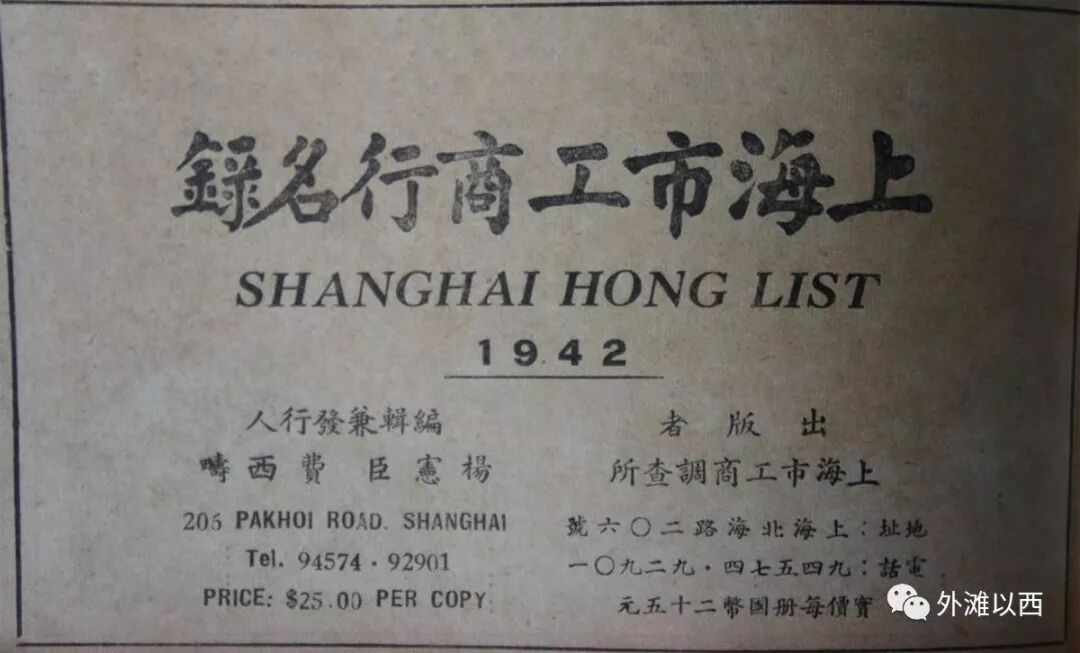 上海市工商行名錄
SHANGHAI HONG LIST
1942
出版者
上海市工商調查所
地址：上海北海路二〇六號
電話：九四五七四·九二九〇一
實價每册國幣二十五元
編輯兼發行人
楊憲臣 費西疇
206 PAKHOI ROAD. SHANGHAI
Tel. 94574·92901
PRICE: $25.00 PER COPY
外滩以西